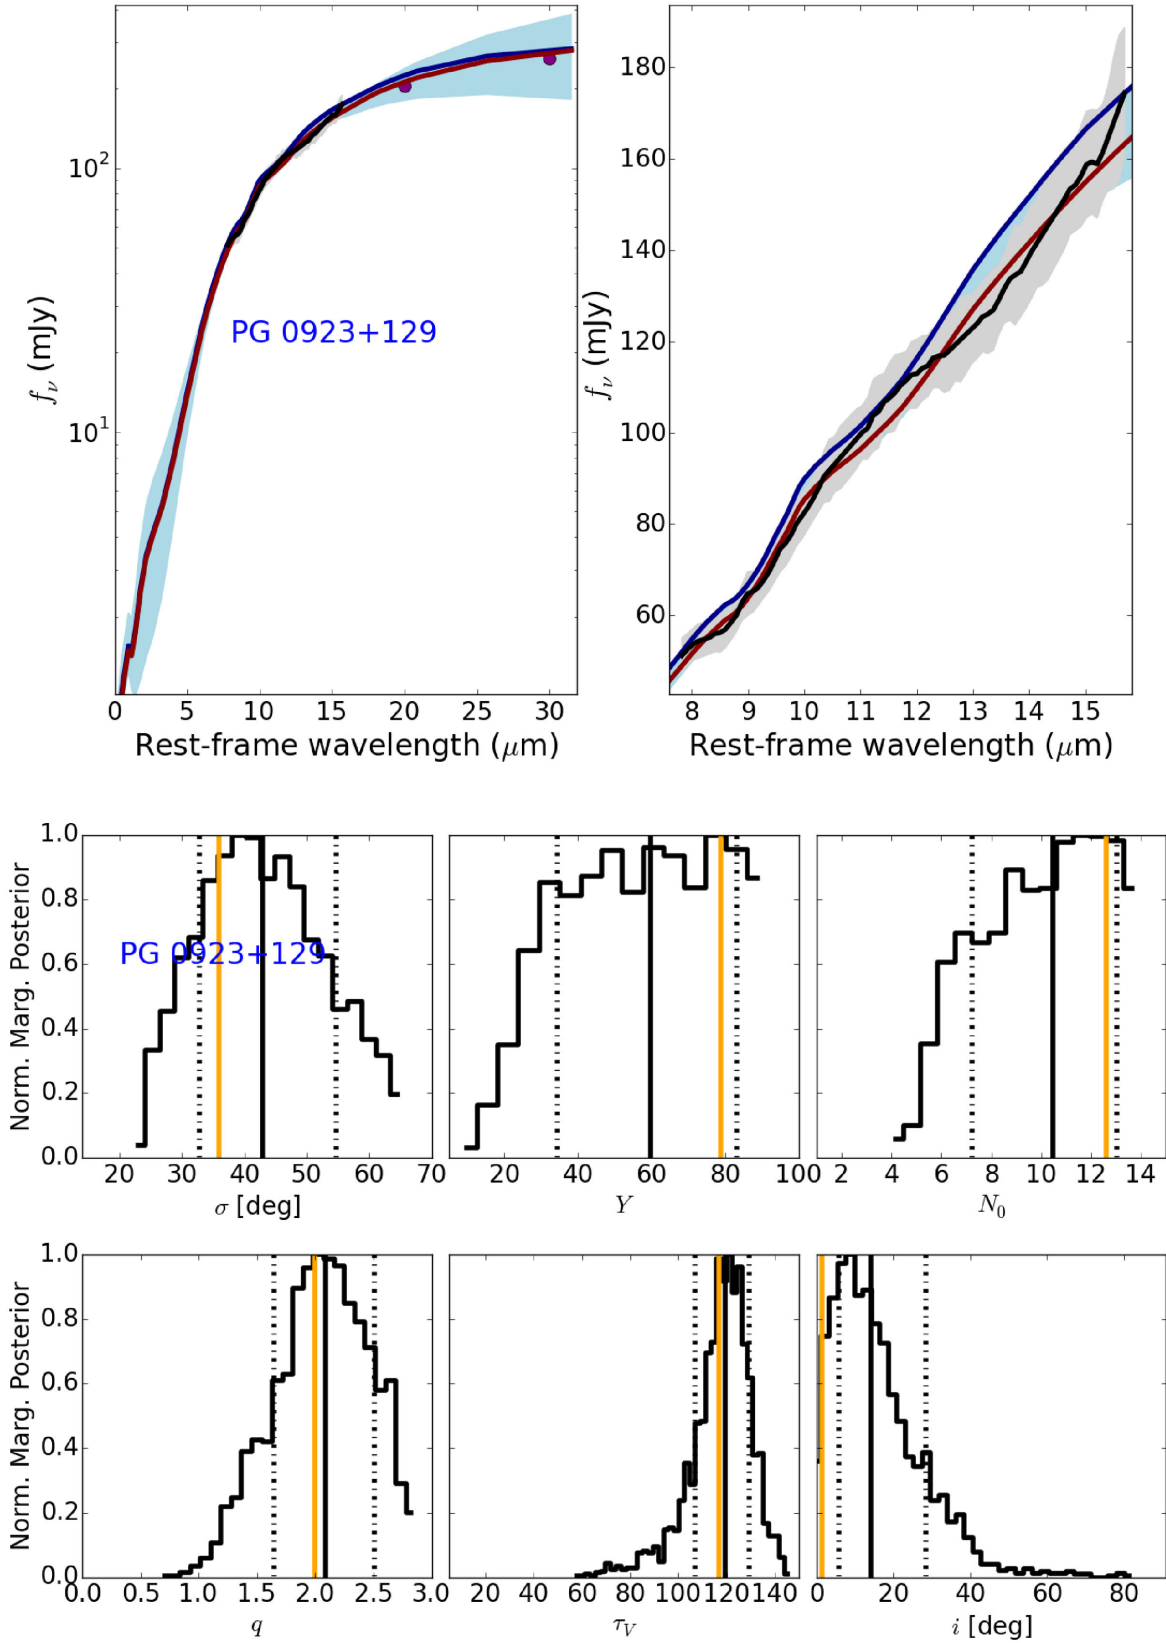 f_ν (mJy)
10²
10¹
PG 0923+129
0 5 10 15 20 25 30
Rest-frame wavelength (μm)
f_ν (mJy)
180
160
140
120
100
80
60
8 9 10 11 12 13 14 15
Rest-frame wavelength (μm)
Norm. Marg. Posterior
1.0
0.8
0.6
0.4
0.2
0.0
PG 0923+129
20 30 40 50 60 70
σ [deg]
20 40 60 80 100
Y
2 4 6 8 10 12 14
N₀
Norm. Marg. Posterior
1.0
0.8
0.6
0.4
0.2
0.0
0.0 0.5 1.0 1.5 2.0 2.5 3.0
q
20 40 60 80 100 120 140
τ_V
0 20 40 60 80
i [deg]